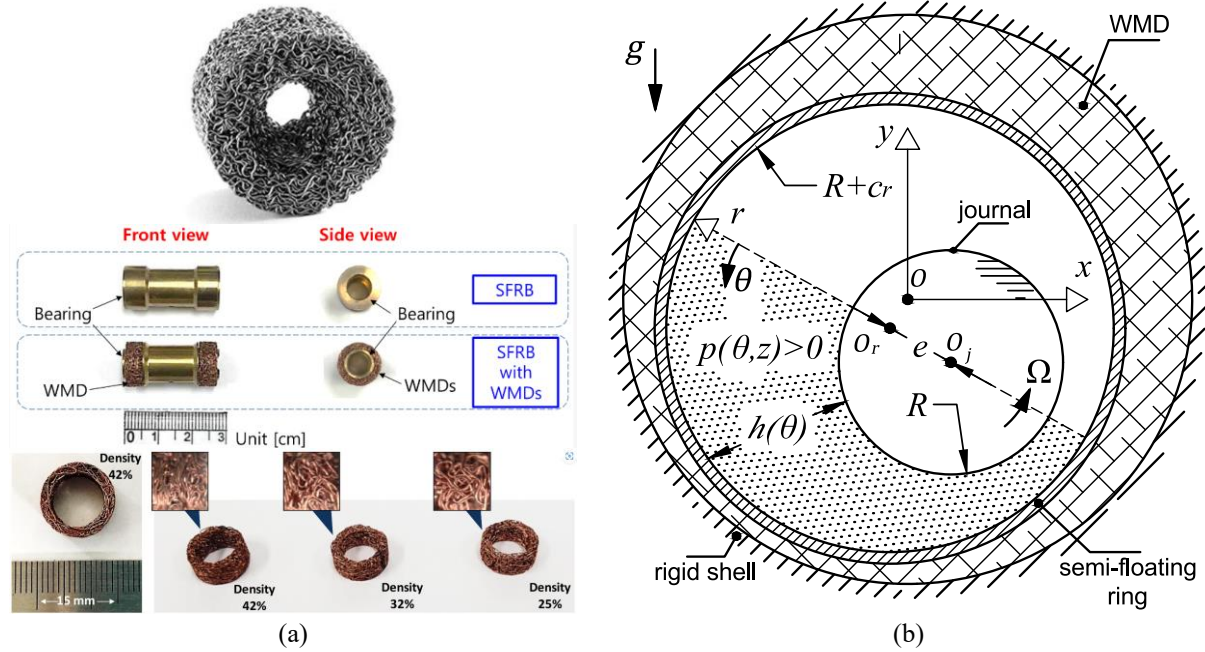 Front view
Side view
Bearing
Bearing
SFRB
WMD
WMDs
SFRB
with
WMDs
0 1 2 3 Unit [cm]
Density
42%
15 mm
Density
42%
Density
32%
Density
25%
(a)
g
WMD
y
R+cr
r
journal
θ
o
x
p(θ,z)>0
or
e
oj
Ω
h(θ)
R
rigid shell
semi-floating
ring
(b)